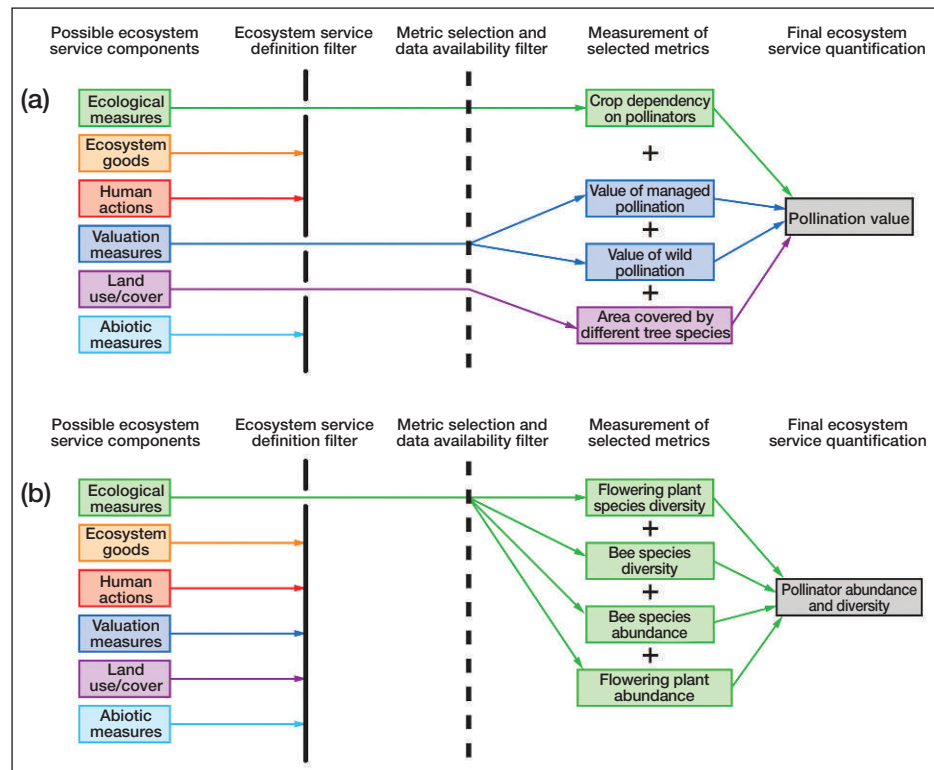 Possible ecosystem
service components
Ecosystem service
definition filter
Metric selection and
data availability filter
Measurement of
selected metrics
Final ecosystem
service quantification
(a)
Ecological
measures
Ecosystem
goods
Human
actions
Valuation
measures
Land
use/cover
Abiotic
measures
Crop dependency
on pollinators
+
Value of managed
pollination
+
Value of wild
pollination
+
Area covered by
different tree species
Pollination value
Possible ecosystem
service components
Ecosystem service
definition filter
Metric selection and
data availability filter
Measurement of
selected metrics
Final ecosystem
service quantification
(b)
Ecological
measures
Ecosystem
goods
Human
actions
Valuation
measures
Land
use/cover
Abiotic
measures
Flowering plant
species diversity
+
Bee species
diversity
+
Bee species
abundance
+
Flowering plant
abundance
Pollinator abundance
and diversity